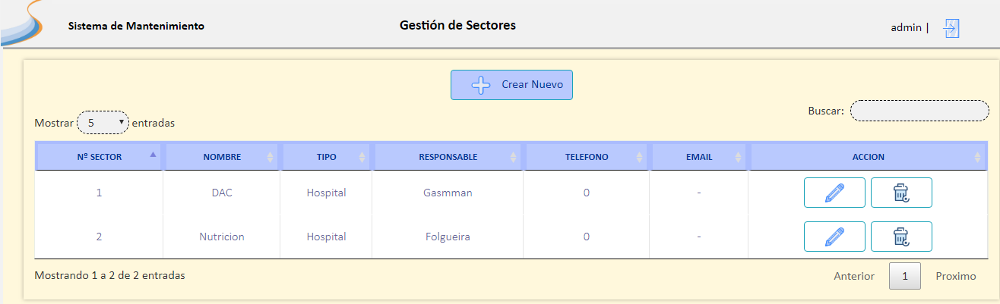 Sistema de Mantenimiento Gestión de Sectores admin |
Crear Nuevo
Mostrar 5 entradas Buscar:
Nº SECTOR NOMBRE TIPO RESPONSABLE TELEFONO EMAIL ACCION
1 DAC Hospital Gasmman 0 -
2 Nutricion Hospital Folgueira 0 -
Mostrando 1 a 2 de 2 entradas Anterior 1 Proximo